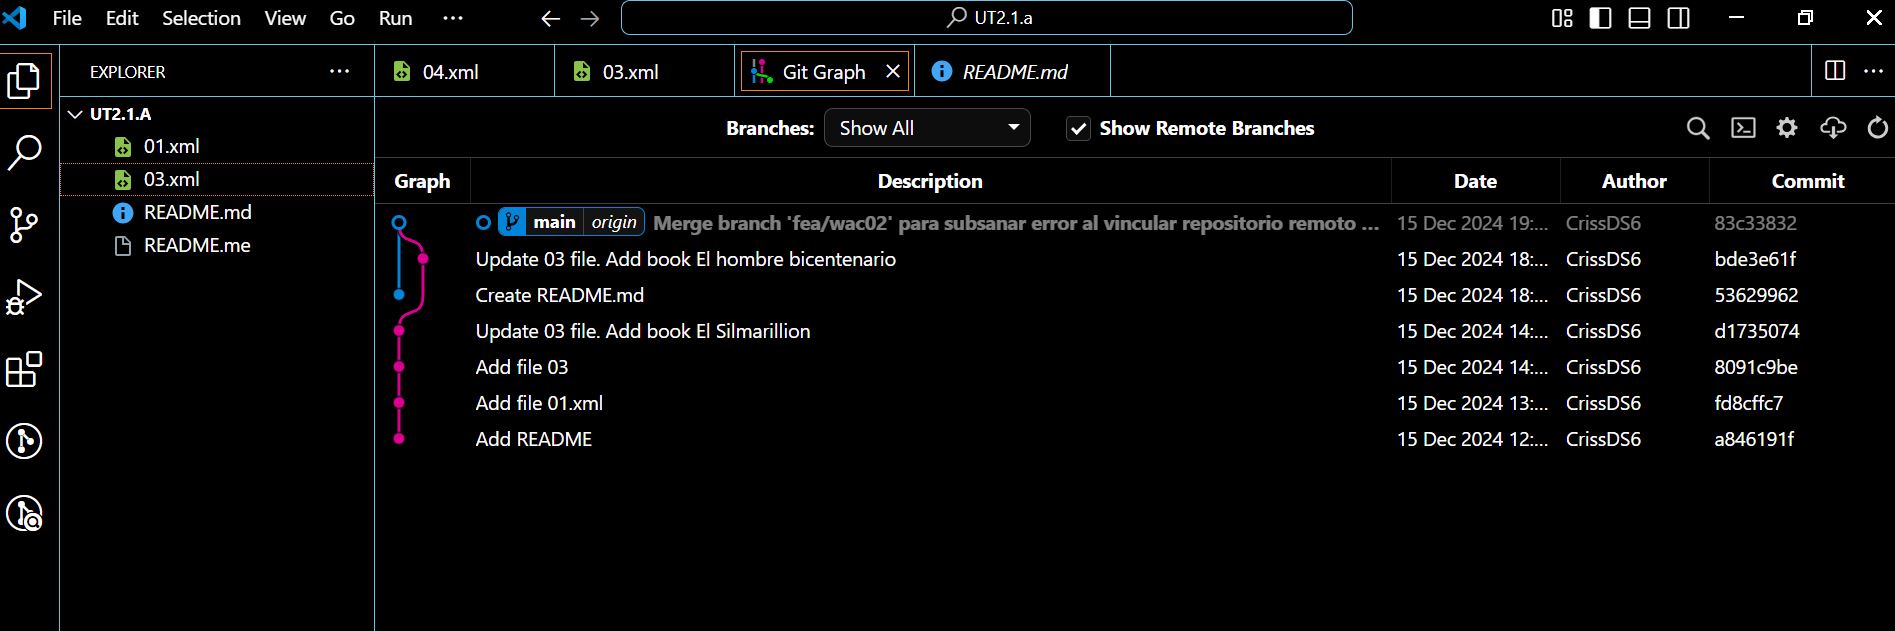 File Edit Selection View Go Run ··· UT2.1.a
EXPLORER ··· 04.xml 03.xml Git Graph README.md ···
UT2.1.A
01.xml
03.xml
README.md
README.me
Branches: Show All Show Remote Branches
Graph Description Date Author Commit
main origin Merge branch 'fea/wac02' para subsanar error al vincular repositorio remoto ... 15 Dec 2024 19:... CrissDS6 83c33832
Update 03 file. Add book El hombre bicentenario 15 Dec 2024 18:... CrissDS6 bde3e61f
Create README.md 15 Dec 2024 18:... CrissDS6 53629962
Update 03 file. Add book El Silmarillion 15 Dec 2024 14:... CrissDS6 d1735074
Add file 03 15 Dec 2024 14:... CrissDS6 8091c9be
Add file 01.xml 15 Dec 2024 13:... CrissDS6 fd8cffc7
Add README 15 Dec 2024 12:... CrissDS6 a846191f